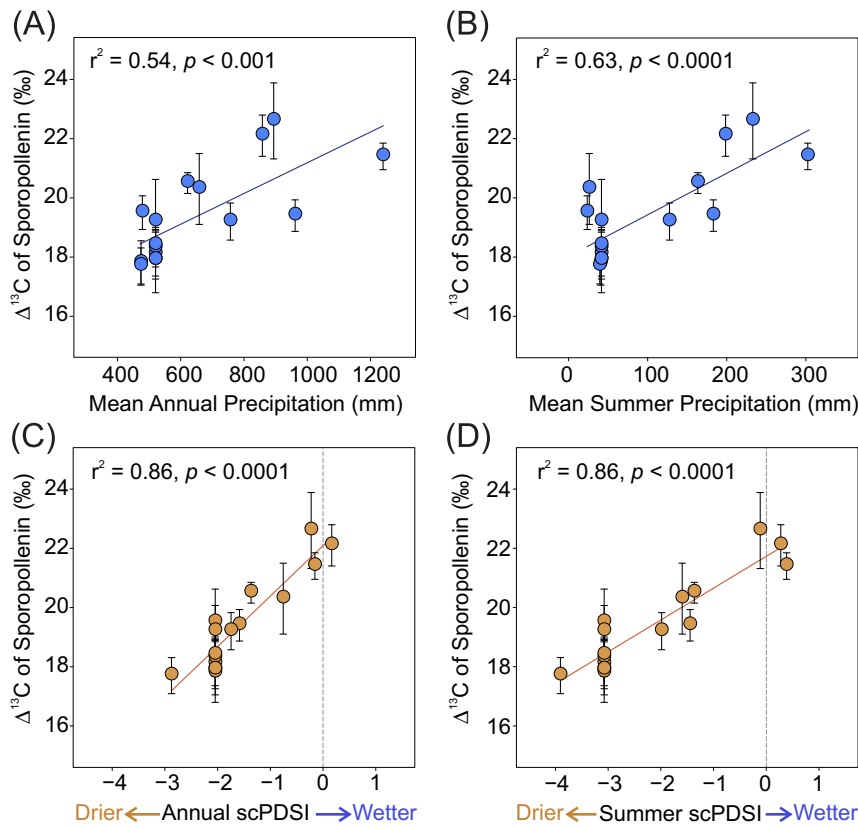 (A)
r² = 0.54, p < 0.001
Δ¹³C of Sporopollenin (‰)
24
22
20
18
16
400 600 800 1000 1200
Mean Annual Precipitation (mm)
(B)
r² = 0.63, p < 0.0001
Δ¹³C of Sporopollenin (‰)
24
22
20
18
16
0 100 200 300
Mean Summer Precipitation (mm)
(C)
r² = 0.86, p < 0.0001
Δ¹³C of Sporopollenin (‰)
24
22
20
18
16
−4 −3 −2 −1 0 1
Drier ← Annual scPDSI → Wetter
(D)
r² = 0.86, p < 0.0001
Δ¹³C of Sporopollenin (‰)
24
22
20
18
16
−4 −3 −2 −1 0 1
Drier ← Summer scPDSI → Wetter